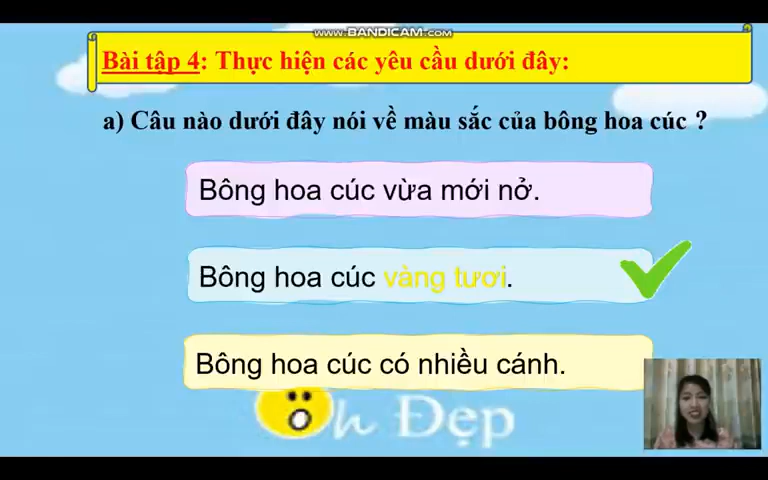 www.BANDICAM.com
Bài tập 4: Thực hiện các yêu cầu dưới đây:
a) Câu nào dưới đây nói về màu sắc của bông hoa cúc ?
Bông hoa cúc vừa mới nở.
Bông hoa cúc vàng tươi.
Bông hoa cúc có nhiều cánh.
Oh Đẹp